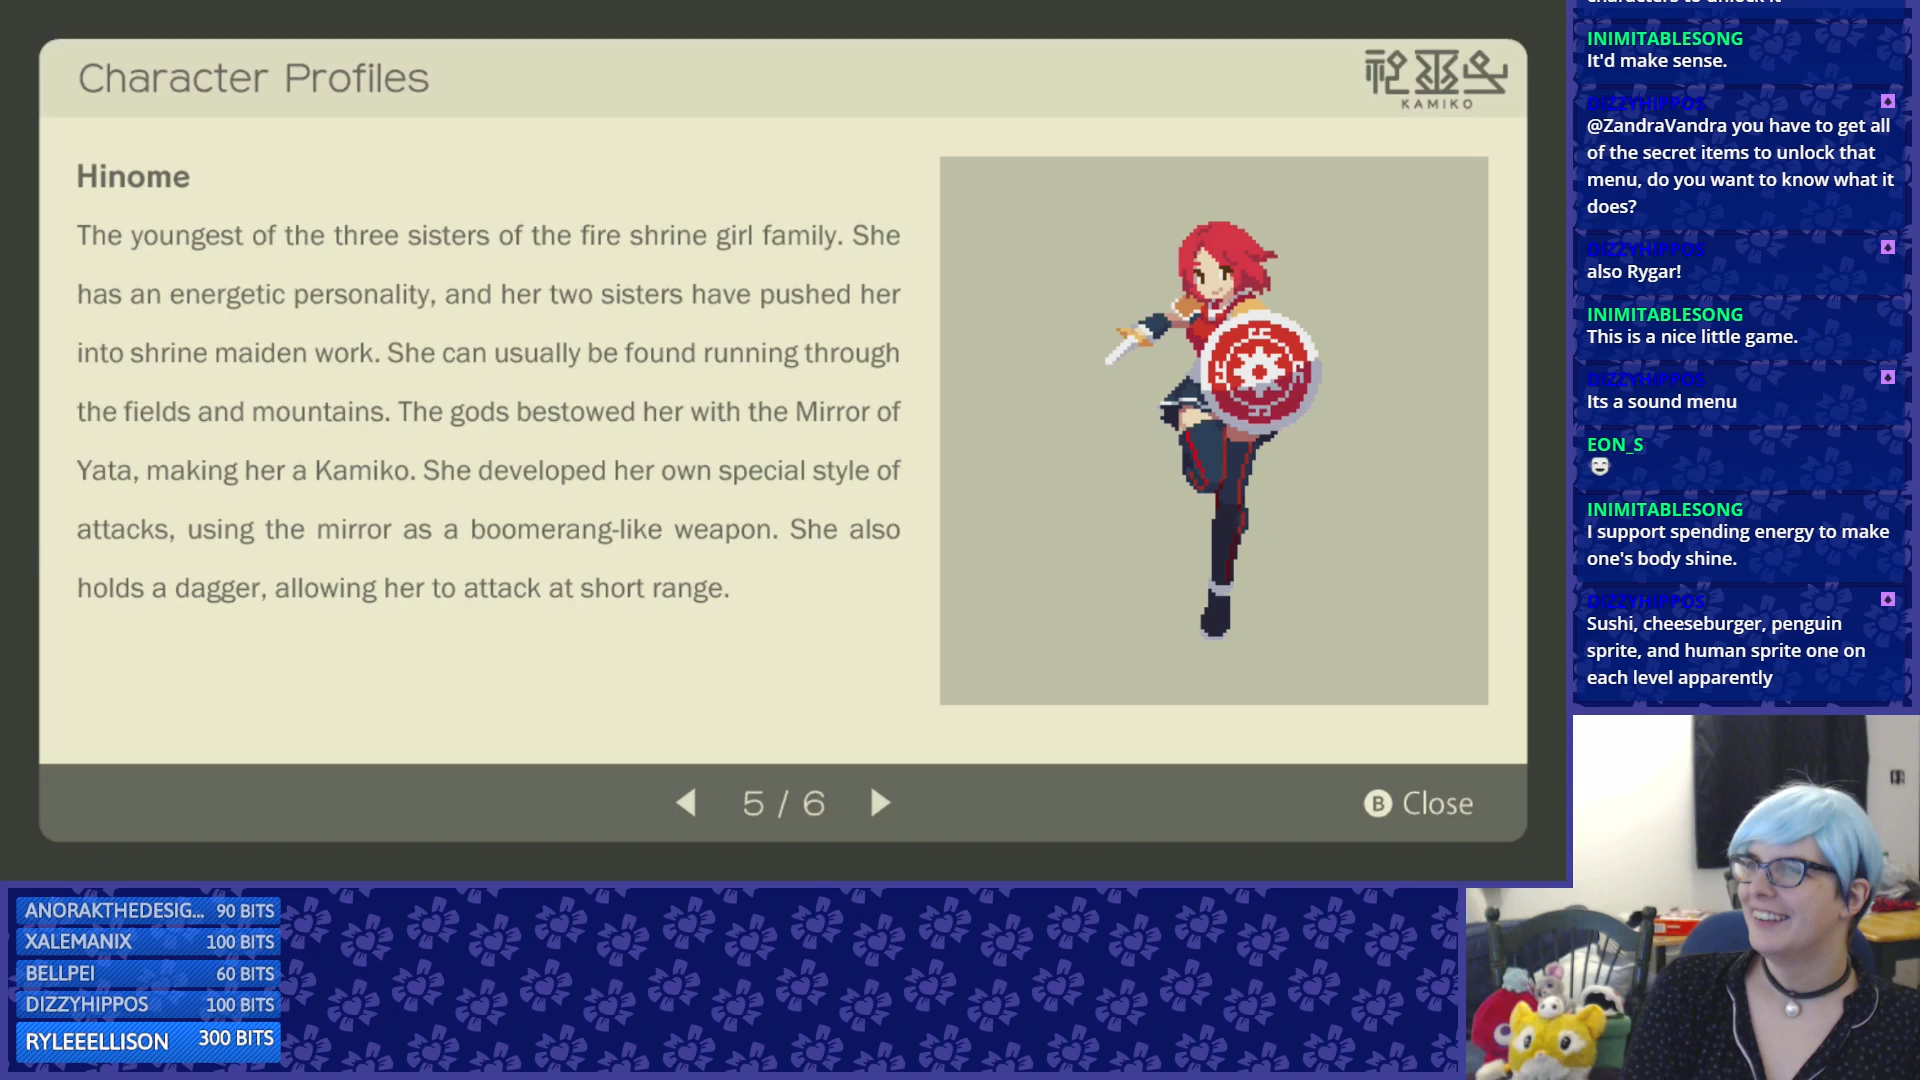 Character Profiles
KAMIKO
Hinome
The youngest of the three sisters of the fire shrine girl family. She
has an energetic personality, and her two sisters have pushed her
into shrine maiden work. She can usually be found running through
the fields and mountains. The gods bestowed her with the Mirror of
Yata, making her a Kamiko. She developed her own special style of
attacks, using the mirror as a boomerang-like weapon. She also
holds a dagger, allowing her to attack at short range.
5 / 6
B Close
INIMITABLESONG
It'd make sense.
DIZZYHIPPOS
@ZandraVandra you have to get all
of the secret items to unlock that
menu, do you want to know what it
does?
DIZZYHIPPOS
also Rygar!
INIMITABLESONG
This is a nice little game.
DIZZYHIPPOS
Its a sound menu
EON_S
INIMITABLESONG
I support spending energy to make
one's body shine.
DIZZYHIPPOS
Sushi, cheeseburger, penguin
sprite, and human sprite one on
each level apparently
ANORAKTHEDESIG... 90 BITS
XALEMANIX 100 BITS
BELLPEI 60 BITS
DIZZYHIPPOS 100 BITS
RYLEEELLISON 300 BITS